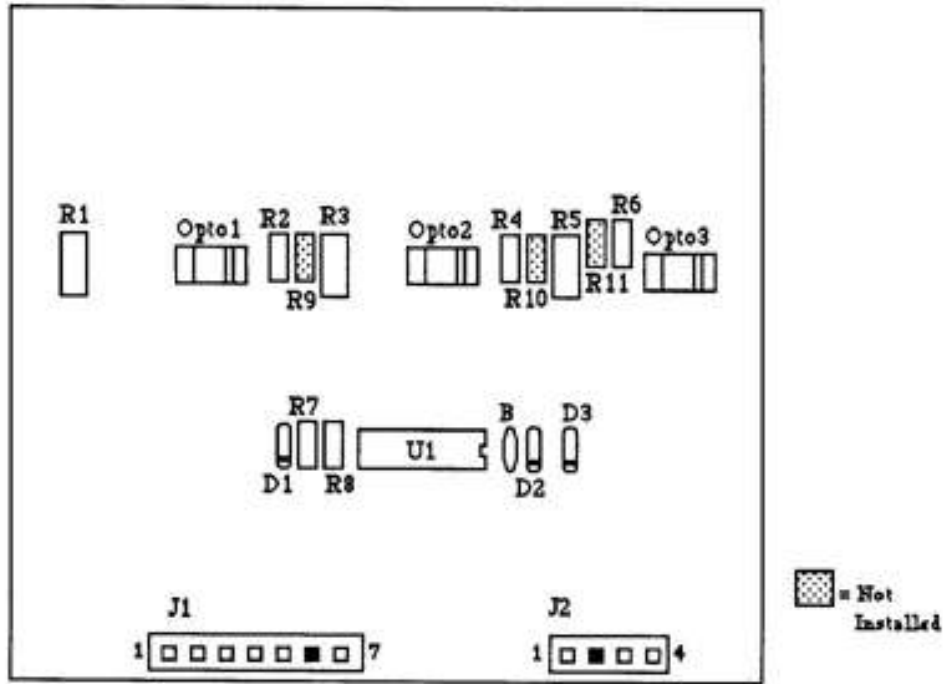 R1
Opto1
R2
R3
R9
Opto2
R4
R5
R6
R10
R11
Opto3
R7
D1
R8
U1
B
D2
D3
J1
1
7
J2
1
4
= Not
Installed